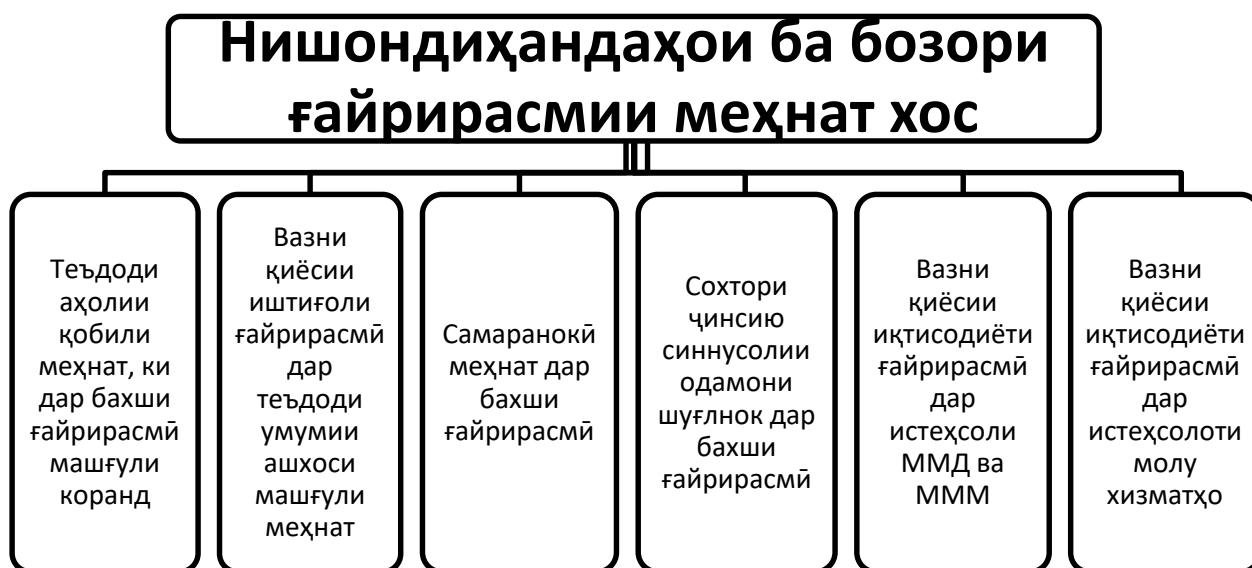 Нишондиҳандаҳои ба бозори
ғайрирасмии меҳнат хос
Теъдоди
аҳолии
қобили
меҳнат, ки
дар бахши
ғайрирасмӣ
машғули
коранд
Вазни
қиёсии
иштиғоли
ғайрирасмӣ
дар
теъдоди
умумии
ашхоси
машғули
меҳнат
Самаранокӣ
меҳнат дар
бахши
ғайрирасмӣ
Сохтори
ҷинсию
синнусолии
одамони
шуғлнок дар
бахши
ғайрирасмӣ
Вазни
қиёсии
иқтисодиёти
ғайрирасмӣ
дар
истеҳсоли
ММД ва
МММ
Вазни
қиёсии
иқтисодиёти
ғайрирасмӣ
дар
истеҳсолоти
молу
хизматҳо